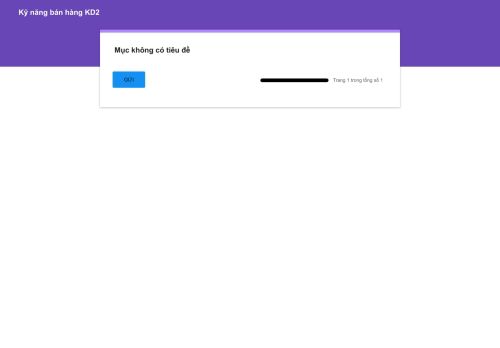 Kỹ năng bán hàng KD2
Mục không có tiêu đề
GỬI
Trang 1 trong tổng số 1